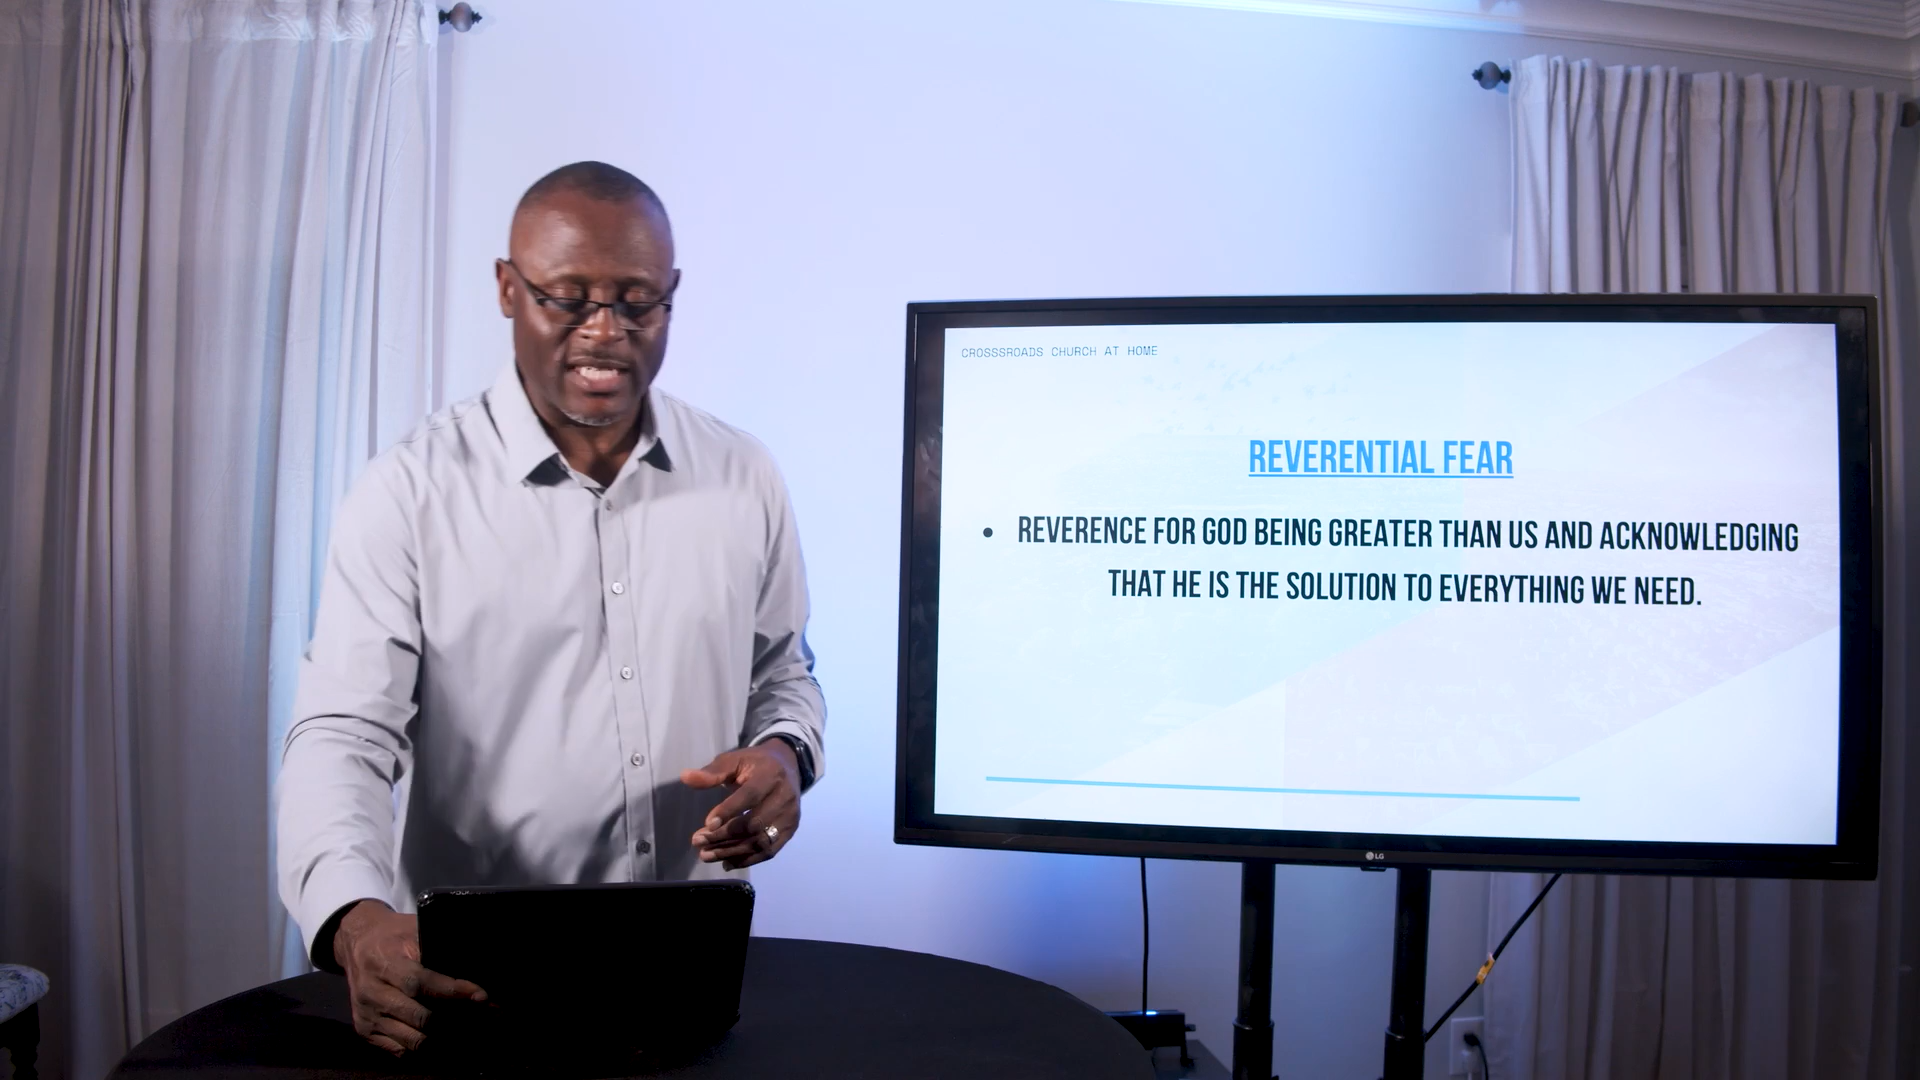 CROSSSROADS CHURCH AT HOME
REVERENTIAL FEAR
• REVERENCE FOR GOD BEING GREATER THAN US AND ACKNOWLEDGING
THAT HE IS THE SOLUTION TO EVERYTHING WE NEED.
LG